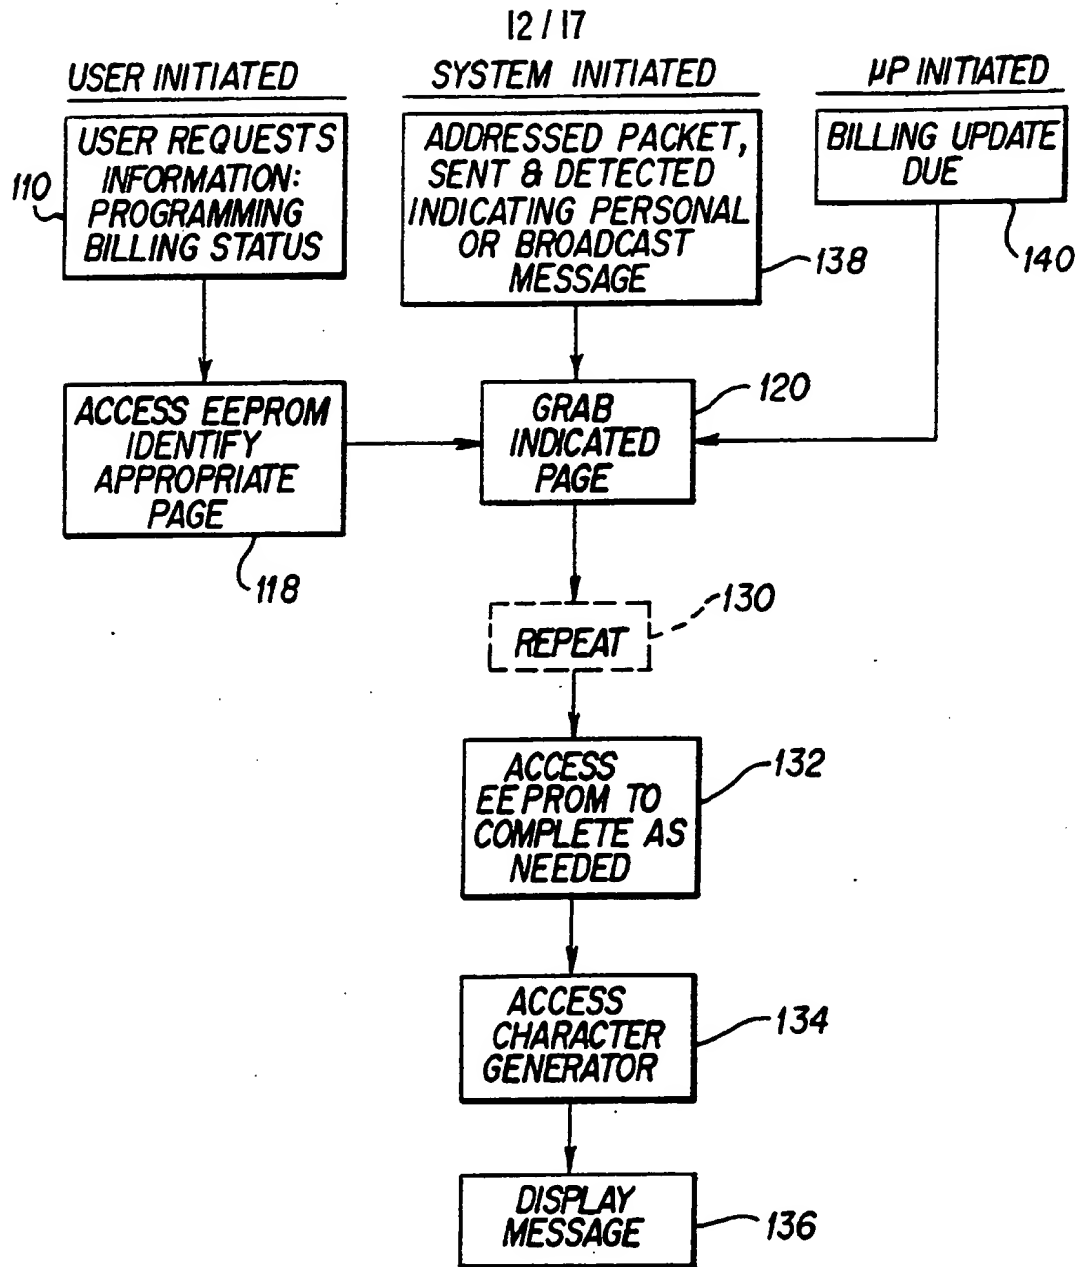 12/17
USER INITIATED
SYSTEM INITIATED
µP INITIATED
110
USER REQUESTS
INFORMATION:
PROGRAMMING
BILLING STATUS
ADDRESSED PACKET,
SENT & DETECTED
INDICATING PERSONAL
OR BROADCAST
MESSAGE
138
BILLING UPDATE
DUE
140
ACCESS EEPROM
IDENTIFY
APPROPRIATE
PAGE
118
GRAB
INDICATED
PAGE
120
REPEAT
130
ACCESS
EEPROM TO
COMPLETE AS
NEEDED
132
ACCESS
CHARACTER
GENERATOR
134
DISPLAY
MESSAGE
136